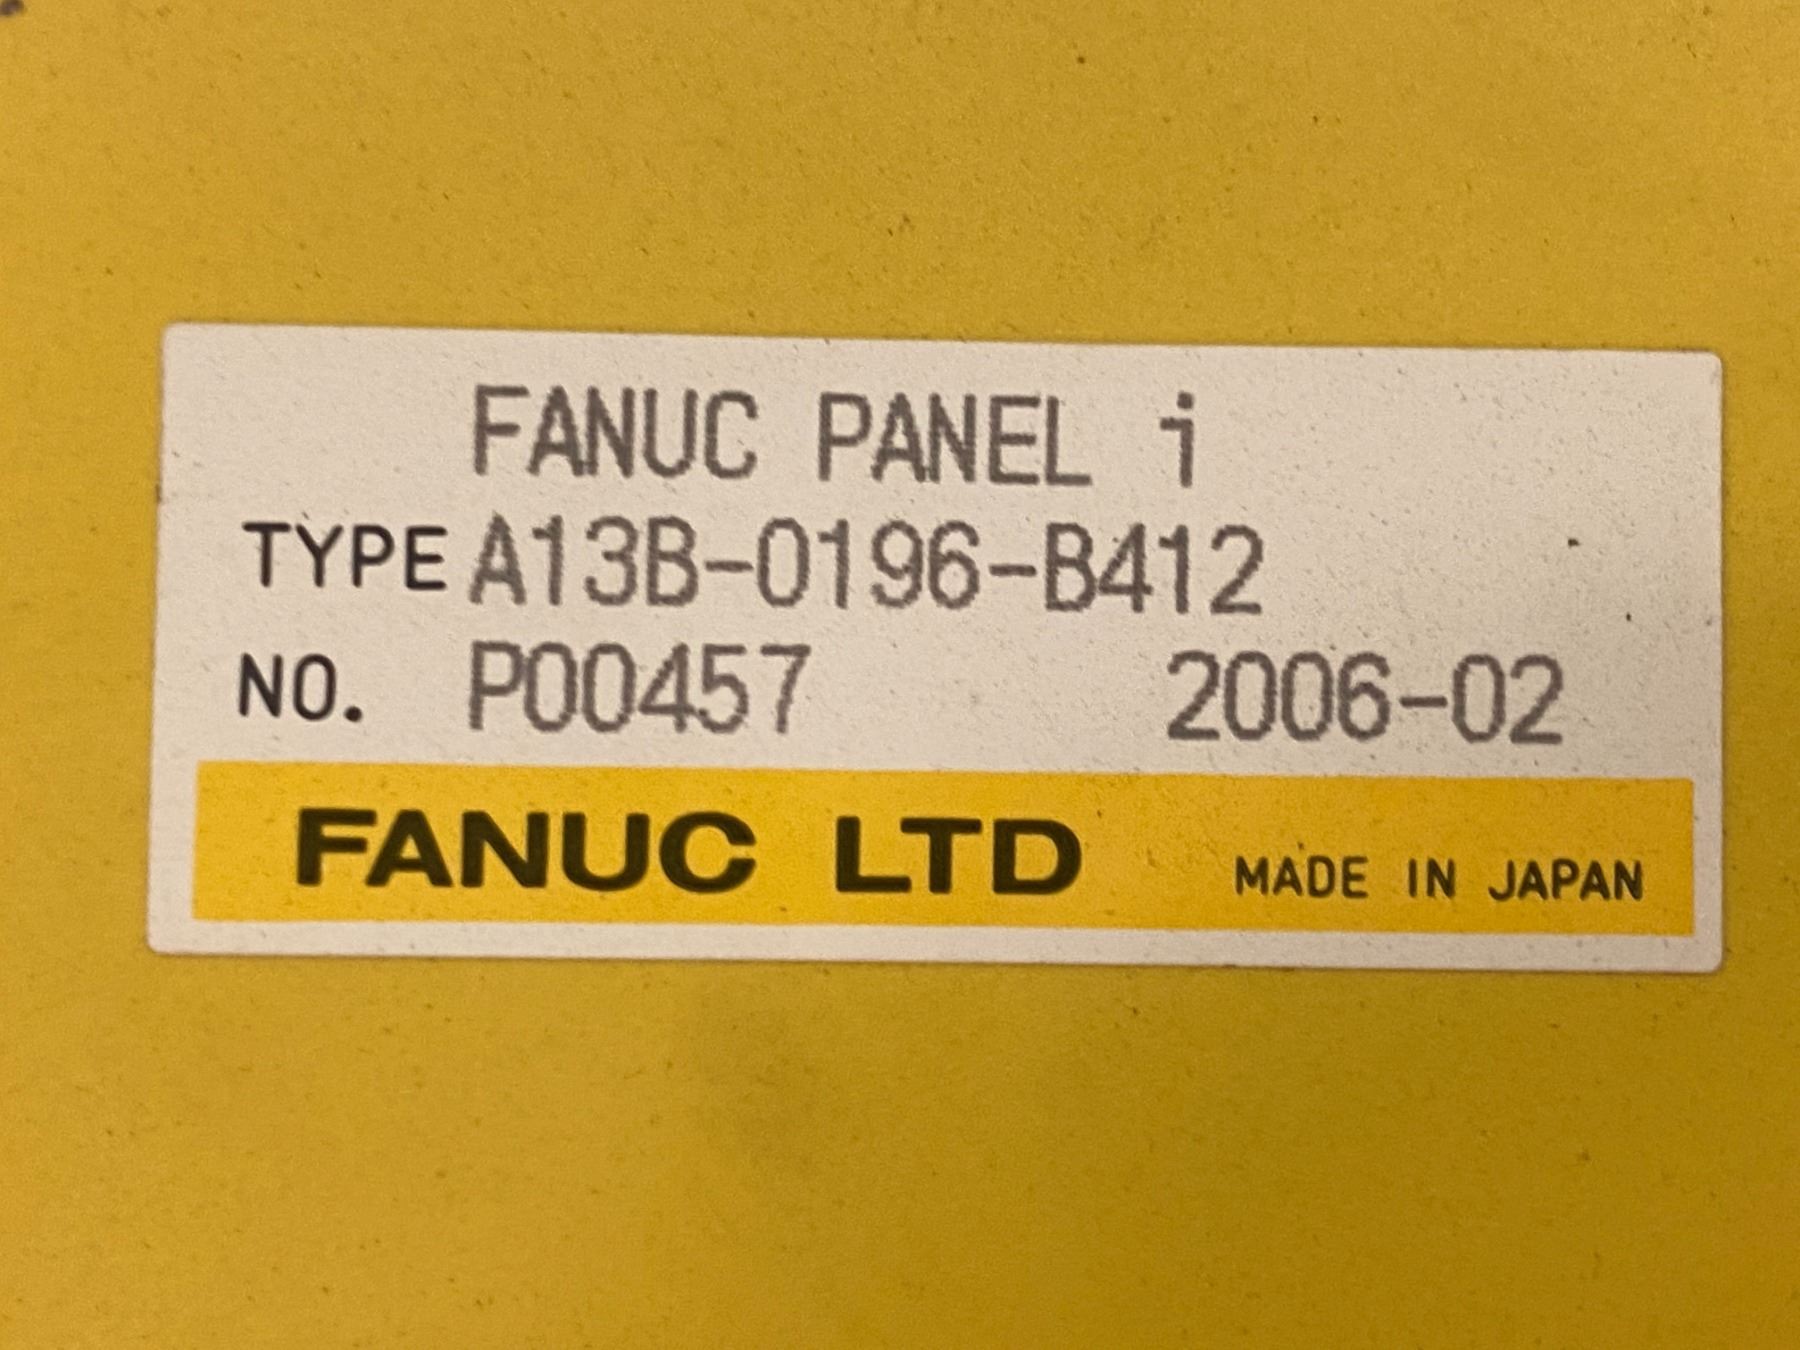 FANUC PANEL i
TYPE A13B-0196-B412
NO. P00457 2006-02
FANUC LTD MADE IN JAPAN